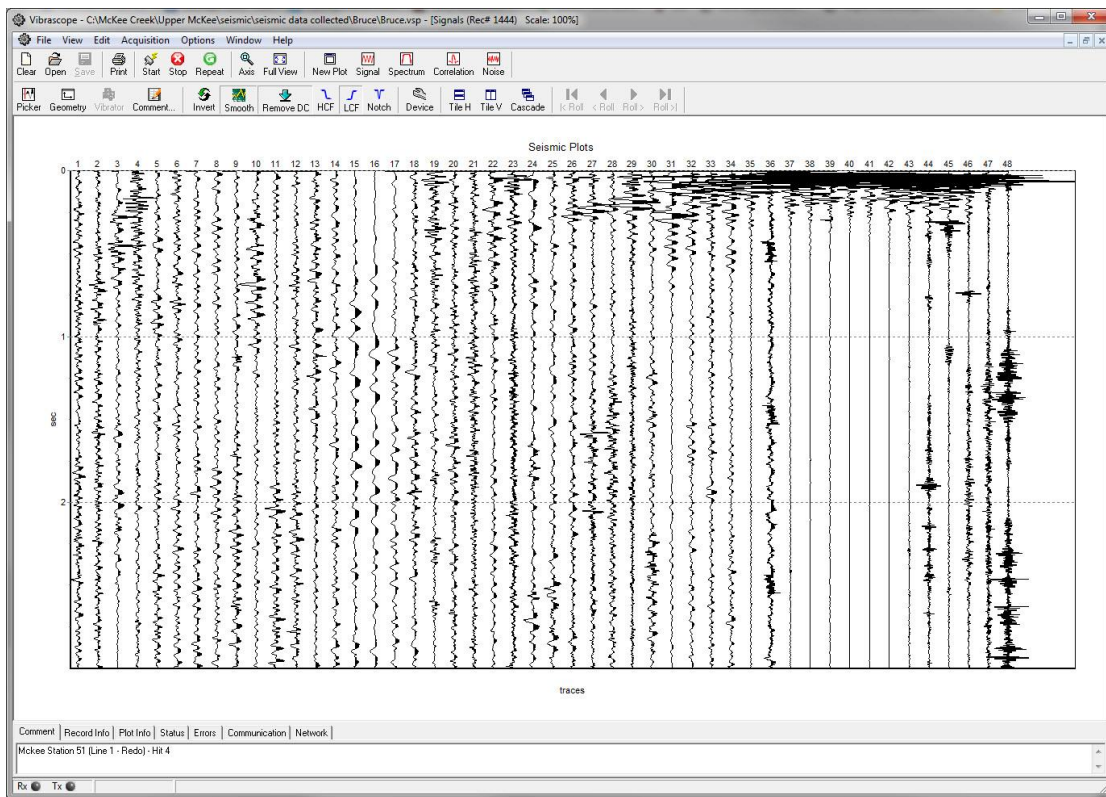 Vibrascope - C:\McKee Creek\Upper McKee\seismic\seismic data collected\Bruce\Bruce.vsp - [Signals (Rec# 1444) Scale: 100%]
File View Edit Acquisition Options Window Help
Clear Open Save Print Start Stop Repeat Axis Full View New Plot Signal Spectrum Correlation Noise
Picker Geometry Vibrator Comment... Invert Smooth Remove DC HCF LCF Notch Device Tile H Tile V Cascade |< Roll < Roll Roll > Roll >|
Seismic Plots
1 2 3 4 5 6 7 8 9 10 11 12 13 14 15 16 17 18 19 20 21 22 23 24 25 26 27 28 29 30 31 32 33 34 35 36 37 38 39 40 41 42 43 44 45 46 47 48
0
1
sec
2
traces
Comment Record Info Plot Info Status Errors Communication Network
Mckee Station 51 (Line 1 - Redo) - Hit 4
Rx Tx